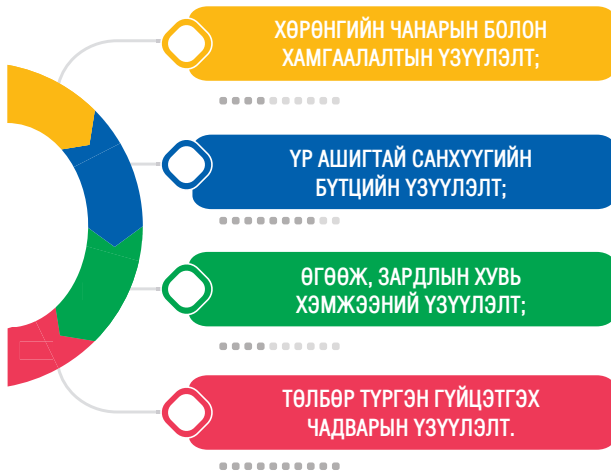 ХӨРӨНГИЙН ЧАНАРЫН БОЛОН
ХАМГААЛАЛТЫН ҮЗҮҮЛЭЛТ;
ҮР АШИГТАЙ САНХҮҮГИЙН
БҮТЦИЙН ҮЗҮҮЛЭЛТ;
ӨГӨӨЖ, ЗАРДЛЫН ХУВЬ
ХЭМЖЭЭНИЙ ҮЗҮҮЛЭЛТ;
ТӨЛБӨР ТҮРГЭН ГҮЙЦЭТГЭХ
ЧАДВАРЫН ҮЗҮҮЛЭЛТ.